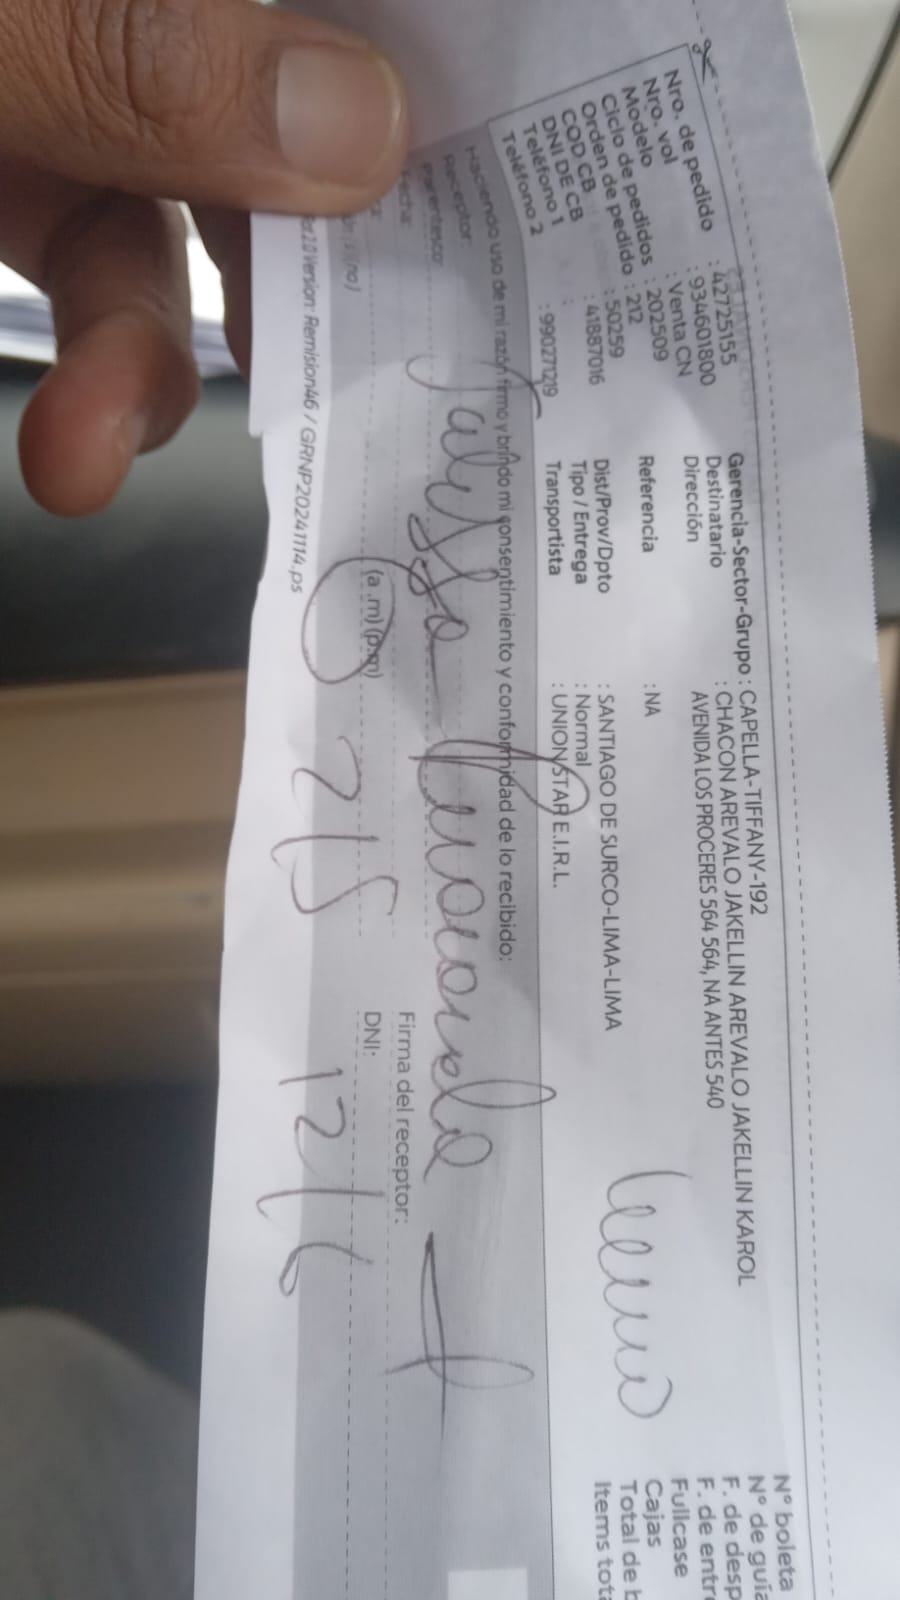 Nro. de pedido : 42725155
Nro. vol : 934601800
Modelo : Venta CN
Ciclo de pedidos : 202509
Orden de pedido : 212
COD CB : 50259
DNI DE CB : 41887016
Teléfono 1 :
Teléfono 2 : 990271219
Gerencia-Sector-Grupo : CAPELLA-TIFFANY-192
Destinatario : CHACON AREVALO JAKELLIN AREVALO JAKELLIN KAROL
Dirección AVENIDA LOS PROCERES 564 564, NA ANTES 540
Referencia : NA
Dist/Prov/Dpto : SANTIAGO DE SURCO-LIMA-LIMA
Tipo / Entrega : Normal
Transportista : UNION STAR E.I.R.L.
N° boleta
N° de guía
F. de desp
F. de entre
Fullcase
Cajas
Total de b
Items tota
Haciendo uso de mi razón firmo y brindo mi consentimiento y conformidad de lo recibido:
Receptor:
Parentesco:
Firma del receptor:
(a .m) (p.m)
DNI:
(no)
Version: Remision46 / GRNP20241114.ps